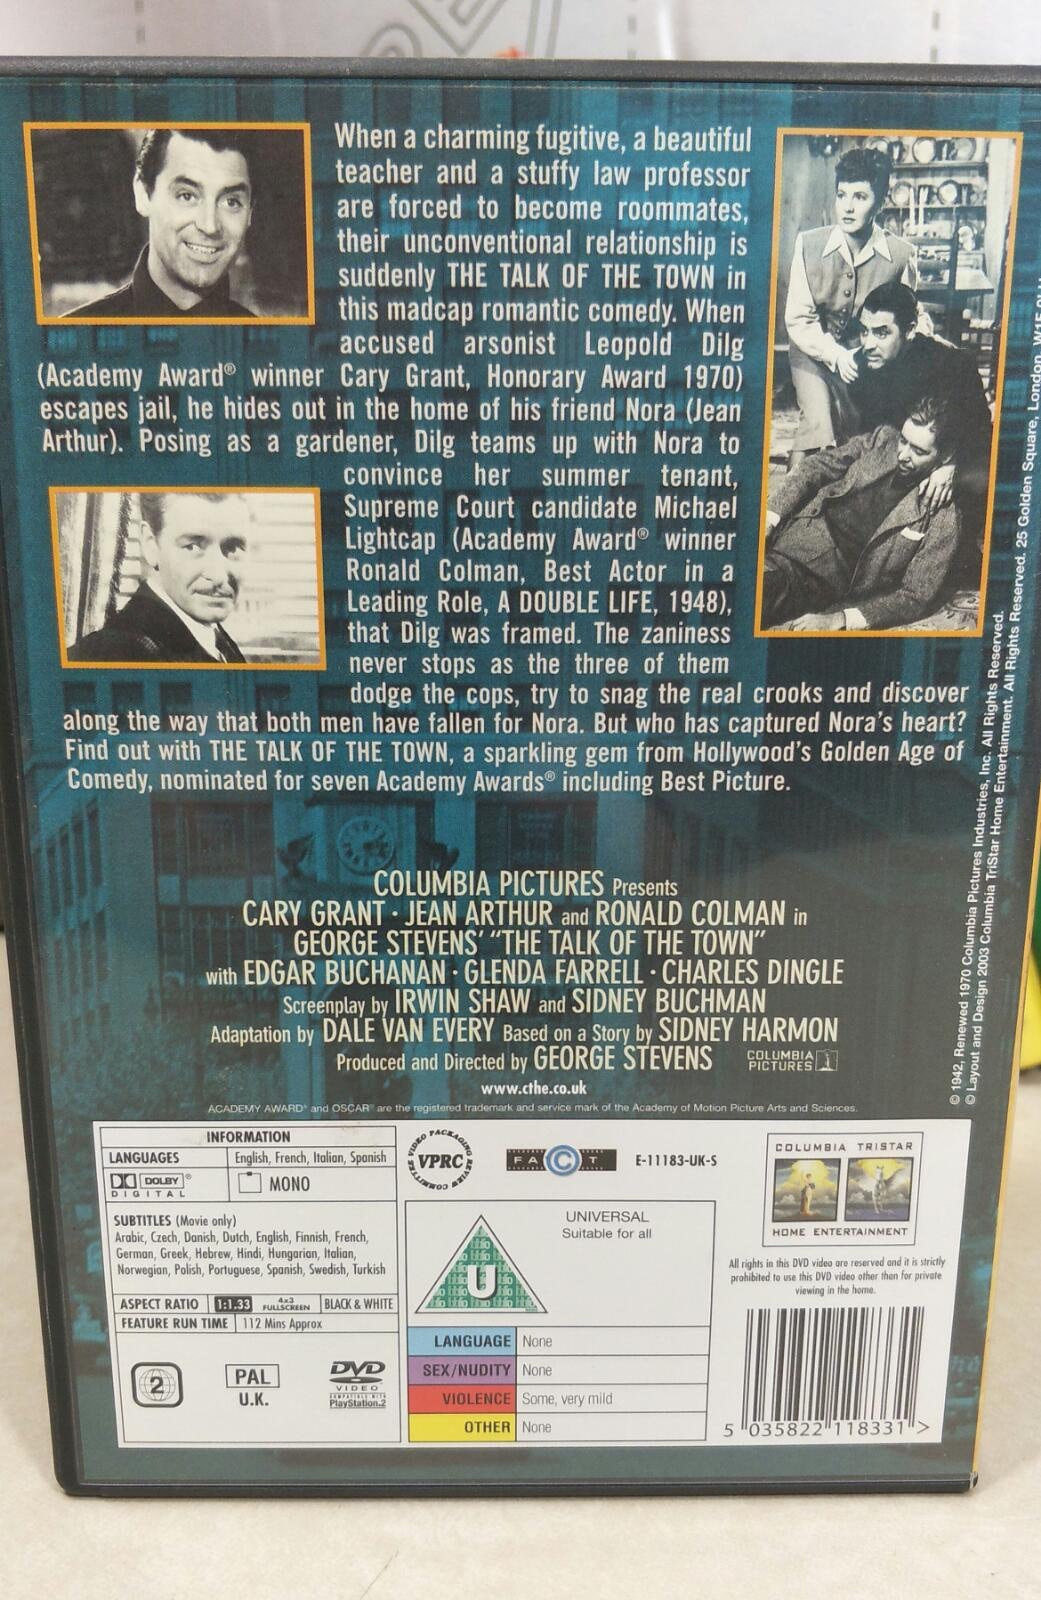 When a charming fugitive, a beautiful
teacher and a stuffy law professor
are forced to become roommates,
their unconventional relationship is
suddenly THE TALK OF THE TOWN in
this madcap romantic comedy. When
accused arsonist Leopold Dilg
(Academy Award® winner Cary Grant, Honorary Award 1970)
escapes jail, he hides out in the home of his friend Nora (Jean
Arthur). Posing as a gardener, Dilg teams up with Nora to
convince her summer tenant,
Supreme Court candidate Michael
Lightcap (Academy Award® winner
Ronald Colman, Best Actor in a
Leading Role, A DOUBLE LIFE, 1948),
that Dilg was framed. The zaniness
never stops as the three of them
dodge the cops, try to snag the real crooks and discover
along the way that both men have fallen for Nora. But who has captured Nora's heart?
Find out with THE TALK OF THE TOWN, a sparkling gem from Hollywood's Golden Age of
Comedy, nominated for seven Academy Awards® including Best Picture.
COLUMBIA PICTURES Presents
CARY GRANT · JEAN ARTHUR and RONALD COLMAN in
GEORGE STEVENS' "THE TALK OF THE TOWN"
with EDGAR BUCHANAN · GLENDA FARRELL · CHARLES DINGLE
Screenplay by IRWIN SHAW and SIDNEY BUCHMAN
Adaptation by DALE VAN EVERY Based on a Story by SIDNEY HARMON
Produced and Directed by GEORGE STEVENS
COLUMBIA
PICTURES
www.cthe.co.uk
ACADEMY AWARD® and OSCAR® are the registered trademark and service mark of the Academy of Motion Picture Arts and Sciences.
© 1942, Renewed 1970 Columbia Pictures Industries, Inc. All Rights Reserved.
© Layout and Design 2003 Columbia TriStar Home Entertainment. All Rights Reserved. 25 Golden Square, London,
INFORMATION
LANGUAGES English, French, Italian, Spanish
DOLBY®
DIGITAL
MONO
SUBTITLES (Movie only)
Arabic, Czech, Danish, Dutch, English, Finnish, French,
German, Greek, Hebrew, Hindi, Hungarian, Italian,
Norwegian, Polish, Portuguese, Spanish, Swedish, Turkish
ASPECT RATIO 1:1.33 4x3 FULLSCREEN BLACK & WHITE
FEATURE RUN TIME 112 Mins Approx
2
PAL
U.K.
DVD
VIDEO
COMPATIBLE WITH
PlayStation.2
VIDEO PACKAGING REVIEW COMMITTEE
VPRC
FACT
E-11183-UK-S
U
UNIVERSAL
Suitable for all
LANGUAGE None
SEX/NUDITY None
VIOLENCE Some, very mild
OTHER None
COLUMBIA TRISTAR
HOME ENTERTAINMENT
All rights in this DVD video are reserved and it is strictly
prohibited to use this DVD video other than for private
viewing in the home.
5 035822 118331 >